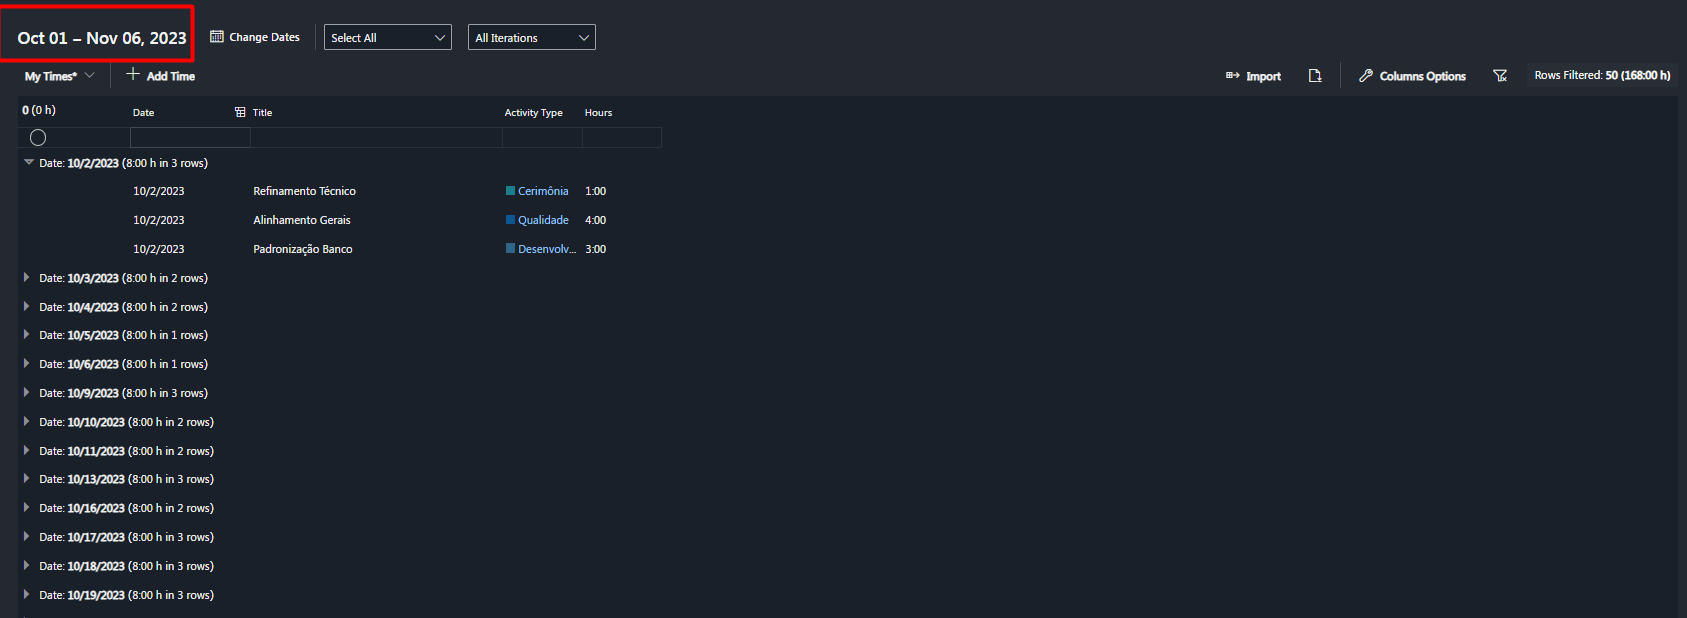 Oct 01 – Nov 06, 2023 Change Dates Select All All Iterations
My Times* Add Time Import Columns Options Rows Filtered: 50 (168:00 h)
0 (0 h) Date Title Activity Type Hours
Date: 10/2/2023 (8:00 h in 3 rows)
10/2/2023 Refinamento Técnico Cerimônia 1:00
10/2/2023 Alinhamento Gerais Qualidade 4:00
10/2/2023 Padronização Banco Desenvolv... 3:00
Date: 10/3/2023 (8:00 h in 2 rows)
Date: 10/4/2023 (8:00 h in 2 rows)
Date: 10/5/2023 (8:00 h in 1 rows)
Date: 10/6/2023 (8:00 h in 1 rows)
Date: 10/9/2023 (8:00 h in 3 rows)
Date: 10/10/2023 (8:00 h in 2 rows)
Date: 10/11/2023 (8:00 h in 2 rows)
Date: 10/13/2023 (8:00 h in 3 rows)
Date: 10/16/2023 (8:00 h in 2 rows)
Date: 10/17/2023 (8:00 h in 3 rows)
Date: 10/18/2023 (8:00 h in 3 rows)
Date: 10/19/2023 (8:00 h in 3 rows)